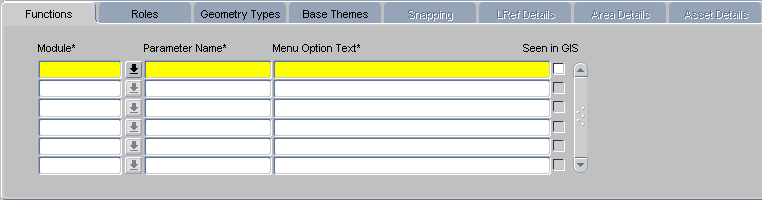 Functions Roles Geometry Types Base Themes Snapping LRef Details Area Details Asset Details
Module* Parameter Name* Menu Option Text* Seen in GIS